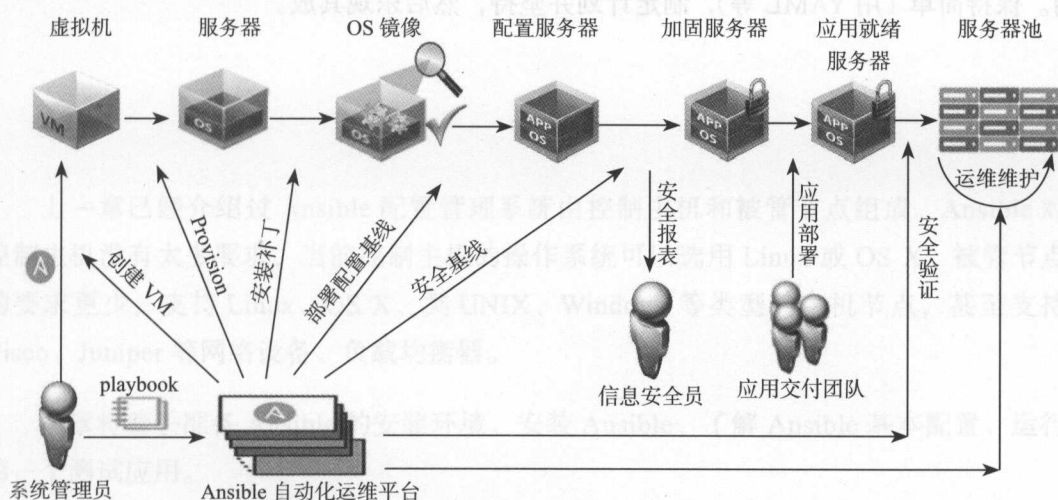 虚拟机
服务器
OS 镜像
配置服务器
加固服务器
应用就绪
服务器
服务器池
VM
OS
OS
APP
OS
APP
OS
APP
OS
运维维护
创建 VM
Provision
安装补丁
部署配置基线
安全基线
安全报表
应用部署
安全验证
A
playbook
A
信息安全员
应用交付团队
系统管理员
Ansible 自动化运维平台